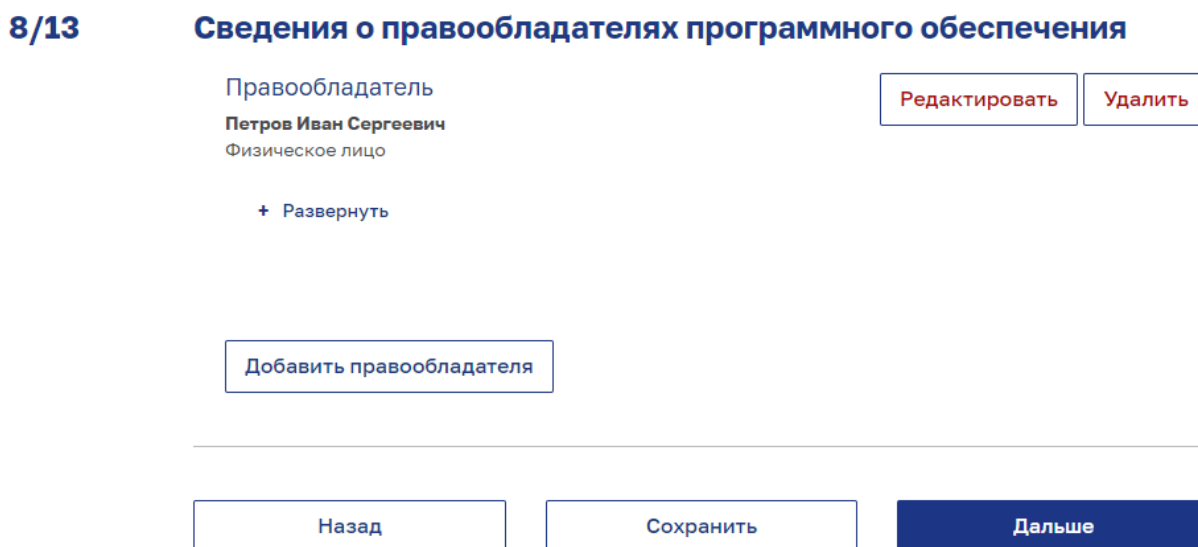 8/13 Сведения о правообладателях программного обеспечения
Правообладатель
Редактировать Удалить
Петров Иван Сергеевич
Физическое лицо
+ Развернуть
Добавить правообладателя
Назад Сохранить Дальше